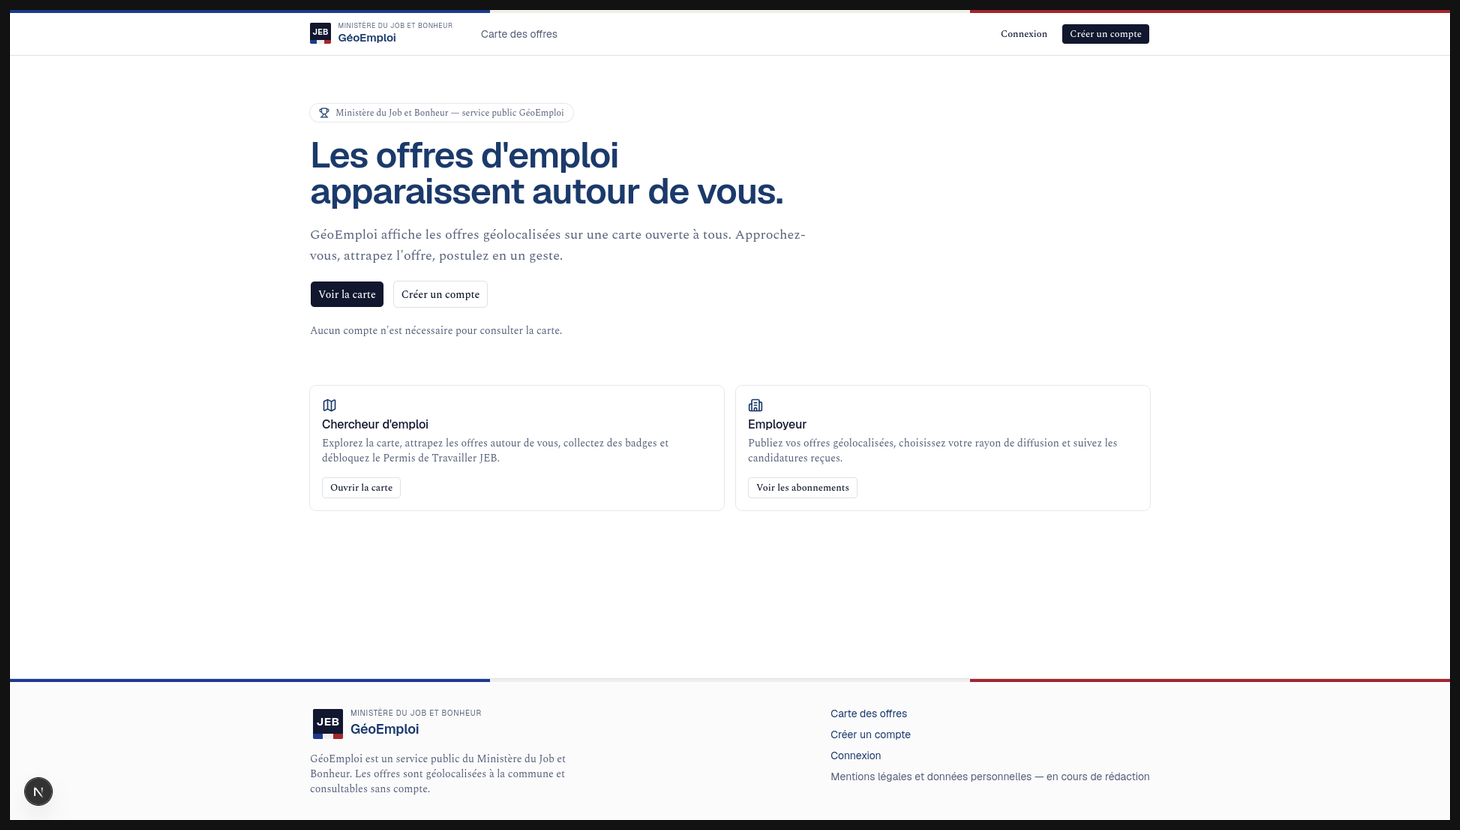 JEB
MINISTÈRE DU JOB ET BONHEUR
GéoEmploi
Carte des offres
Connexion
Créer un compte
Ministère du Job et Bonheur — service public GéoEmploi
Les offres d'emploi
apparaissent autour de vous.
GéoEmploi affiche les offres géolocalisées sur une carte ouverte à tous. Approchez-
vous, attrapez l'offre, postulez en un geste.
Voir la carte
Créer un compte
Aucun compte n'est nécessaire pour consulter la carte.
Chercheur d'emploi
Explorez la carte, attrapez les offres autour de vous, collectez des badges et
débloquez le Permis de Travailler JEB.
Ouvrir la carte
Employeur
Publiez vos offres géolocalisées, choisissez votre rayon de diffusion et suivez les
candidatures reçues.
Voir les abonnements
JEB
MINISTÈRE DU JOB ET BONHEUR
GéoEmploi
GéoEmploi est un service public du Ministère du Job et
Bonheur. Les offres sont géolocalisées à la commune et
consultables sans compte.
Carte des offres
Créer un compte
Connexion
Mentions légales et données personnelles — en cours de rédaction
N